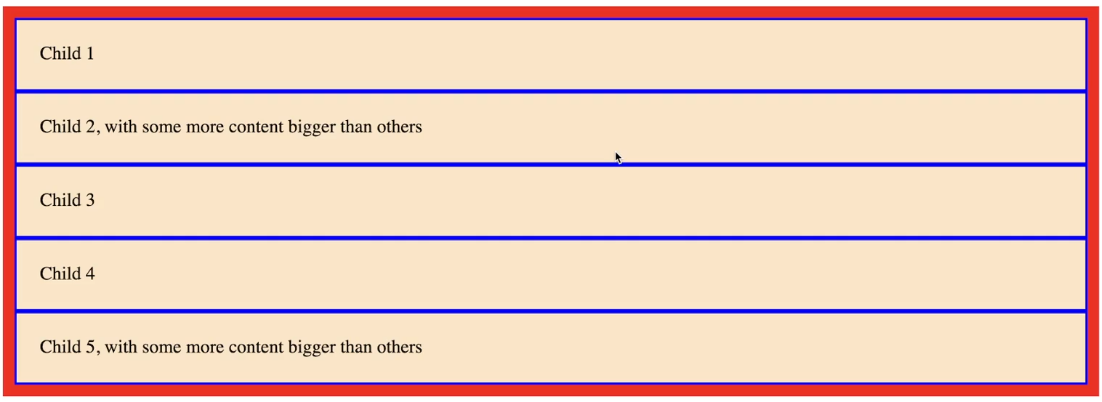 Child 1
Child 2, with some more content bigger than others
Child 3
Child 4
Child 5, with some more content bigger than others